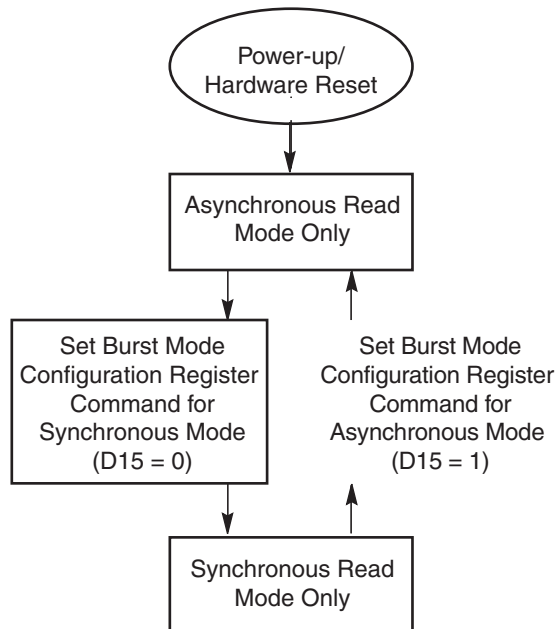 Power-up/
Hardware Reset
Asynchronous Read
Mode Only
Set Burst Mode
Configuration Register
Command for
Synchronous Mode
(D15 = 0)
Set Burst Mode
Configuration Register
Command for
Asynchronous Mode
(D15 = 1)
Synchronous Read
Mode Only